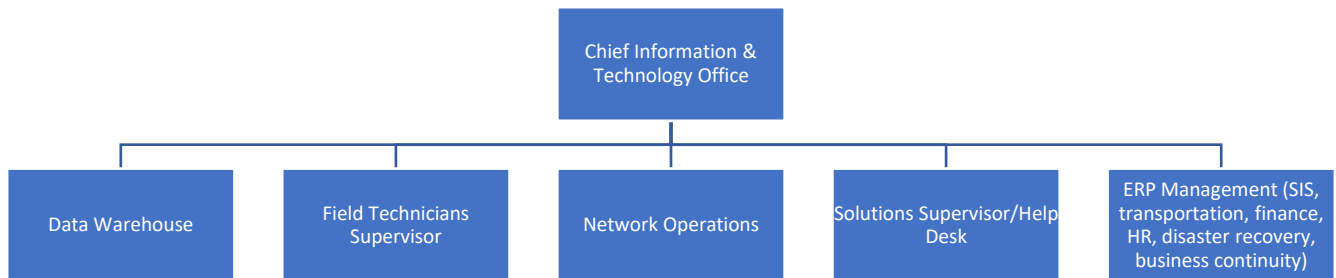 Chief Information &
Technology Office
Data Warehouse
Field Technicians
Supervisor
Network Operations
Solutions Supervisor/Help
Desk
ERP Management (SIS,
transportation, finance,
HR, disaster recovery,
business continuity)